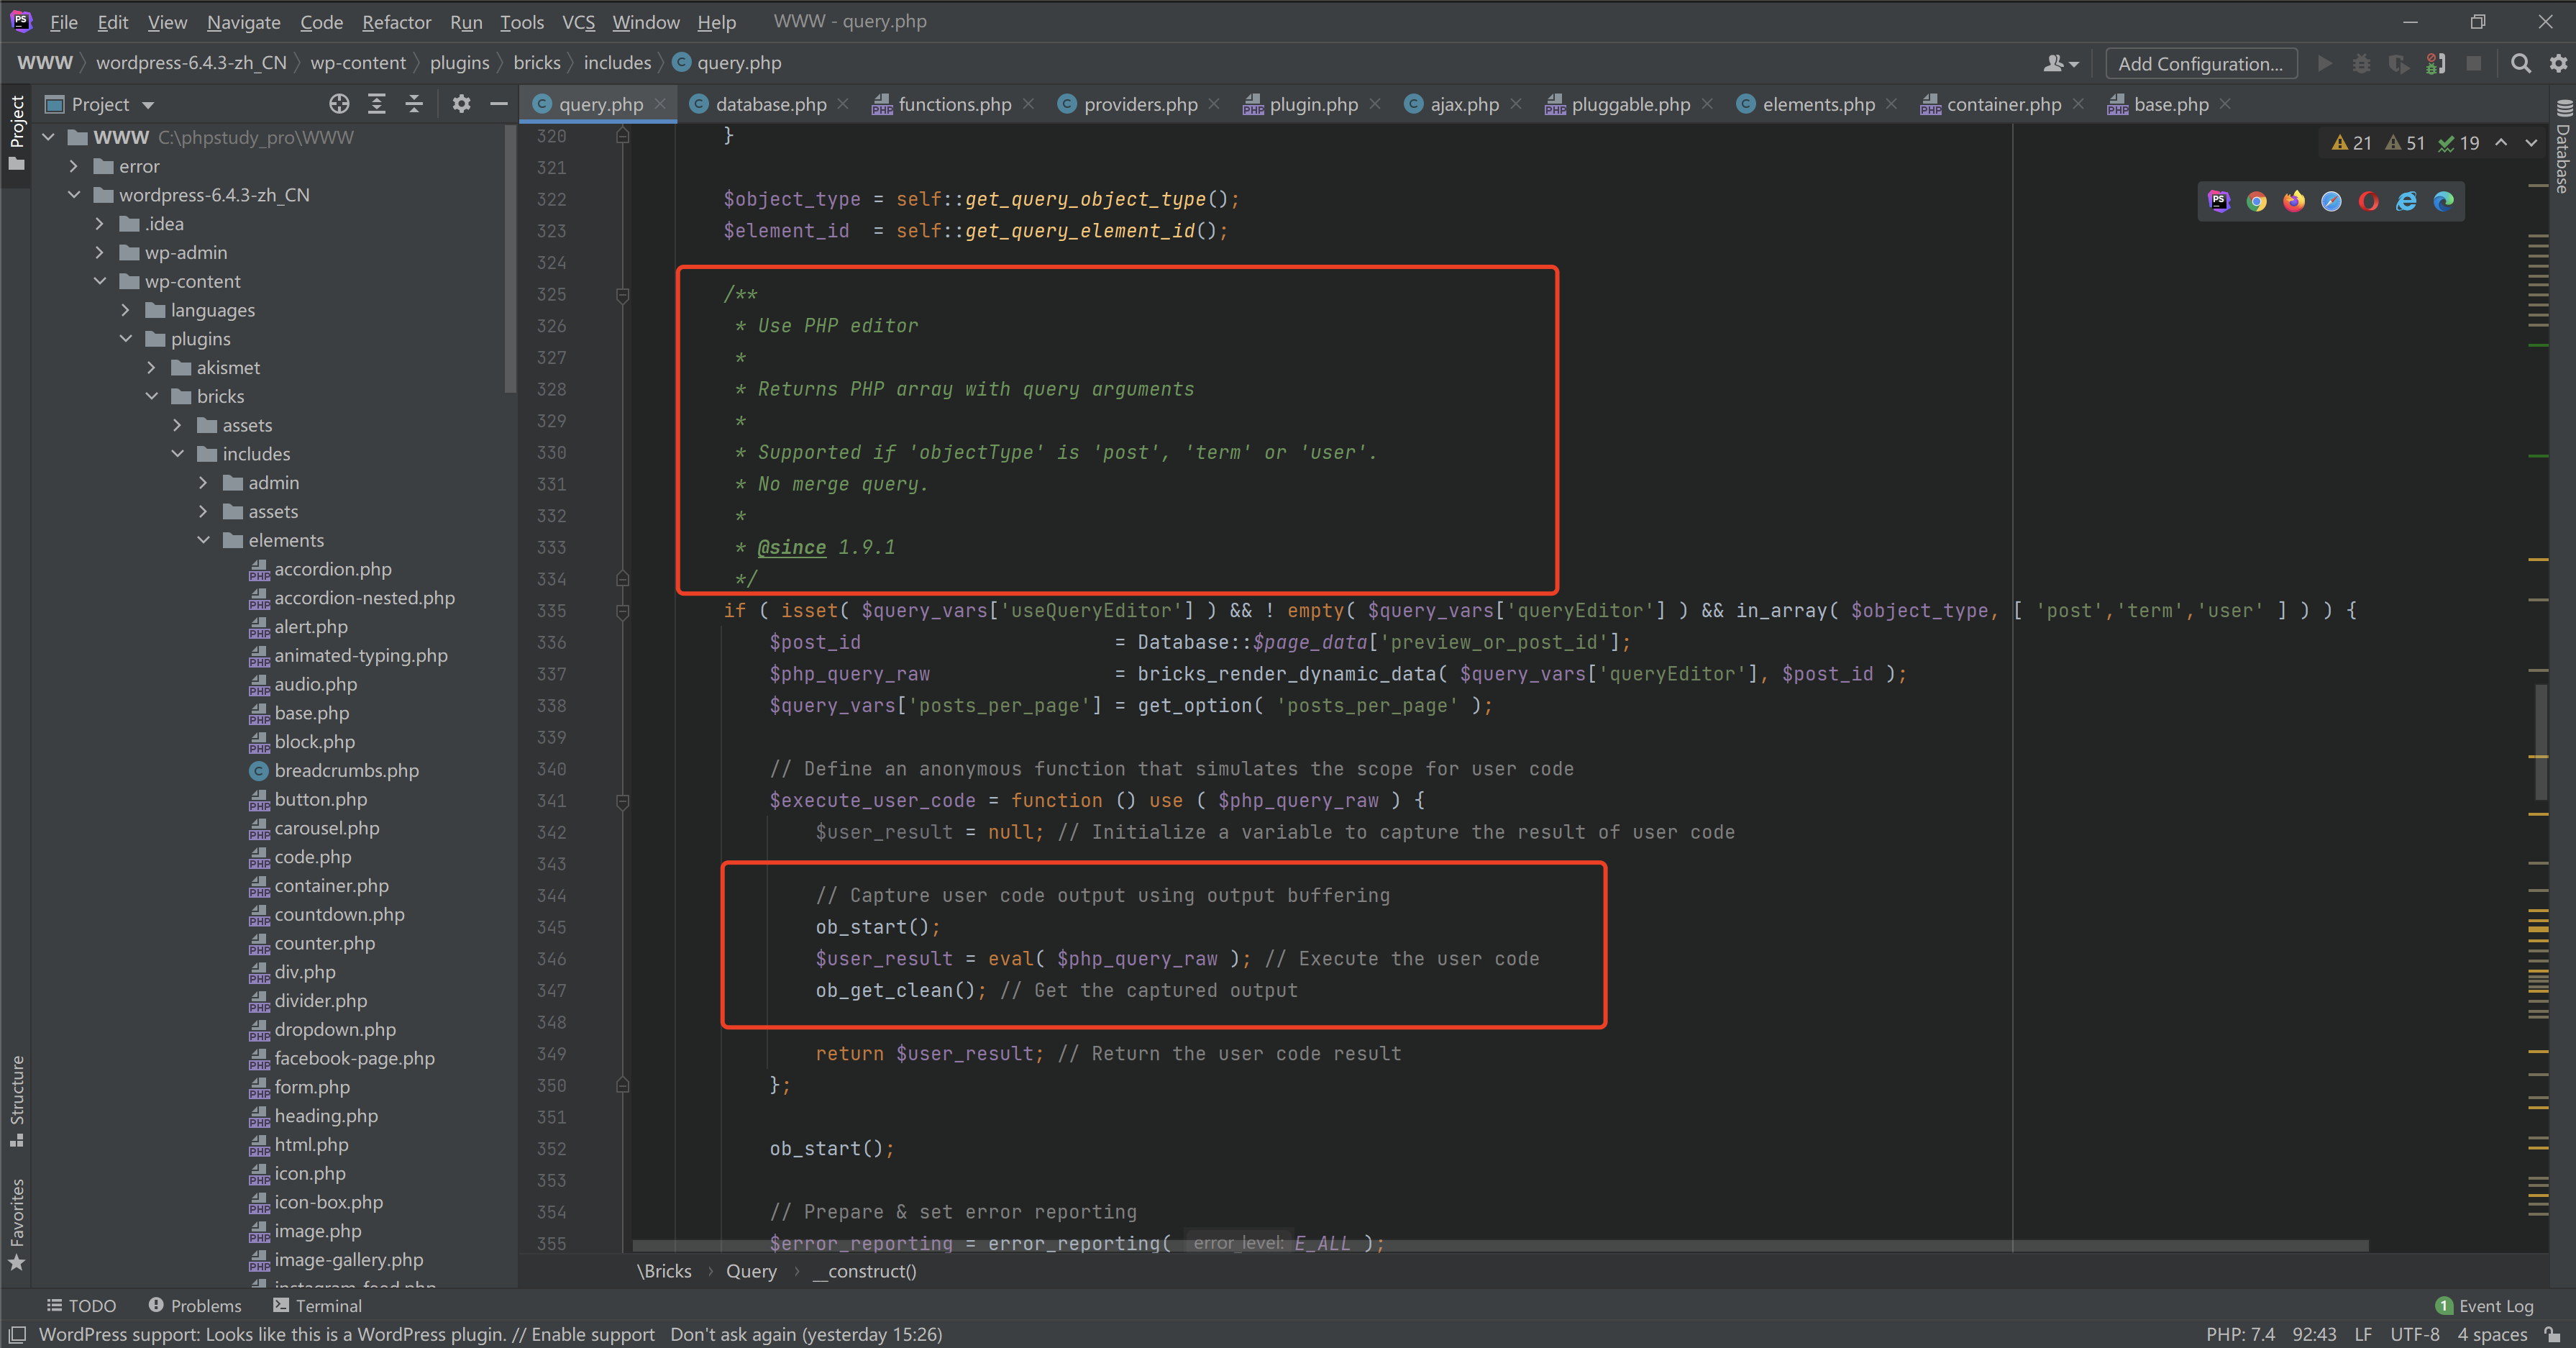 File Edit View Navigate Code Refactor Run Tools VCS Window Help WWW - query.php
WWW wordpress-6.4.3-zh_CN wp-content plugins bricks includes query.php Add Configuration...
Project
query.php database.php functions.php providers.php plugin.php ajax.php pluggable.php elements.php container.php base.php
Project
Database
Structure
Favorites
WWW C:\phpstudy_pro\WWW
error
wordpress-6.4.3-zh_CN
.idea
wp-admin
wp-content
languages
plugins
akismet
bricks
assets
includes
admin
assets
elements
accordion.php
accordion-nested.php
alert.php
animated-typing.php
audio.php
base.php
block.php
breadcrumbs.php
button.php
carousel.php
code.php
container.php
countdown.php
counter.php
div.php
divider.php
dropdown.php
facebook-page.php
form.php
heading.php
html.php
icon.php
icon-box.php
image.php
image-gallery.php
instagram-feed.php
21 51 19
320 }
321
322 $object_type = self::get_query_object_type();
323 $element_id  = self::get_query_element_id();
324
325 /**
326 * Use PHP editor
327 *
328 * Returns PHP array with query arguments
329 *
330 * Supported if 'objectType' is 'post', 'term' or 'user'.
331 * No merge query.
332 *
333 * @since 1.9.1
334 */
335 if ( isset( $query_vars['useQueryEditor'] ) && ! empty( $query_vars['queryEditor'] ) && in_array( $object_type, [ 'post','term','user' ] ) ) {
336 $post_id = Database::$page_data['preview_or_post_id'];
337 $php_query_raw = bricks_render_dynamic_data( $query_vars['queryEditor'], $post_id );
338 $query_vars['posts_per_page'] = get_option( 'posts_per_page' );
339
340 // Define an anonymous function that simulates the scope for user code
341 $execute_user_code = function () use ( $php_query_raw ) {
342 $user_result = null; // Initialize a variable to capture the result of user code
343
344 // Capture user code output using output buffering
345 ob_start();
346 $user_result = eval( $php_query_raw ); // Execute the user code
347 ob_get_clean(); // Get the captured output
348
349 return $user_result; // Return the user code result
350 };
351
352 ob_start();
353
354 // Prepare & set error reporting
355 $error_reporting = error_reporting( error_level: E_ALL );
\Bricks Query __construct()
TODO Problems Terminal 1 Event Log
WordPress support: Looks like this is a WordPress plugin. // Enable support Don't ask again (yesterday 15:26) PHP: 7.4 92:43 LF UTF-8 4 spaces